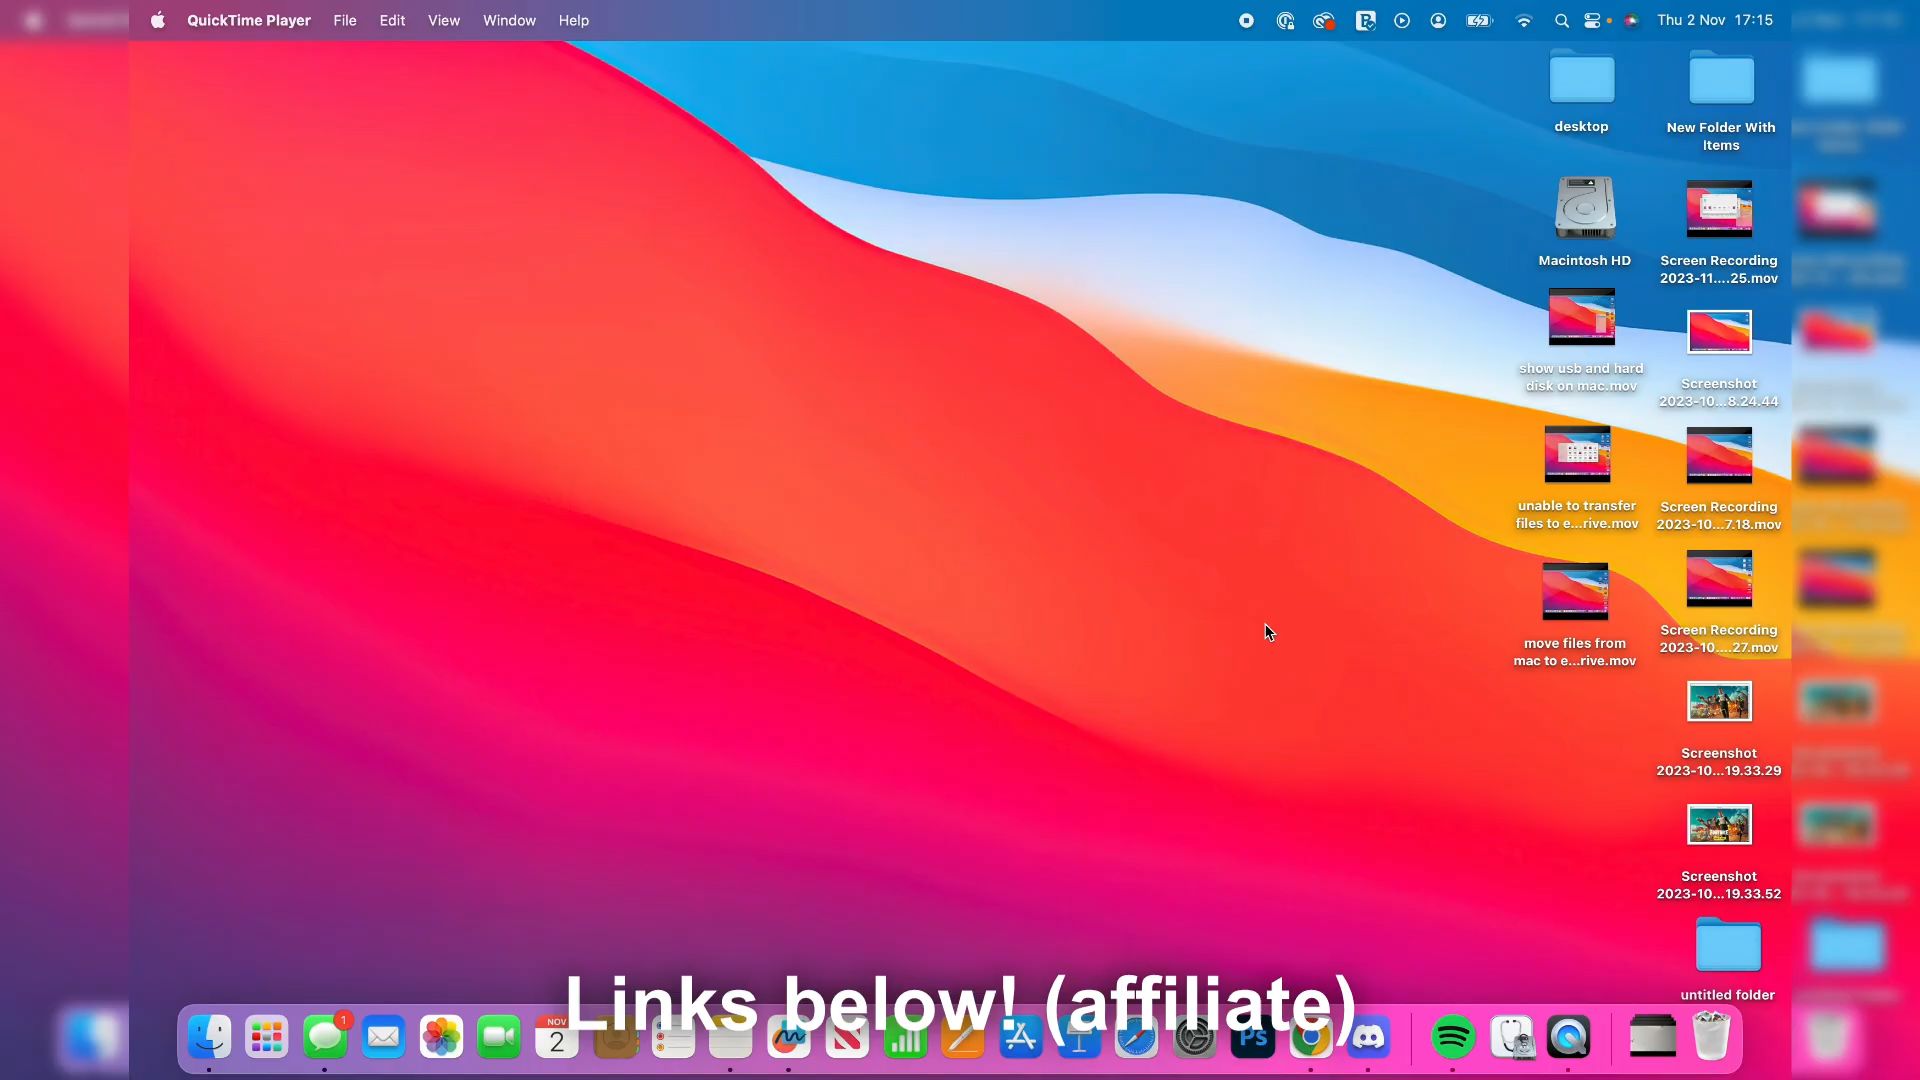 QuickTime Player File Edit View Window Help
Thu 2 Nov 17:15
desktop
New Folder With
Items
Macintosh HD
Screen Recording
2023-11....25.mov
show usb and hard
disk on mac.mov
Screenshot
2023-10...8.24.44
unable to transfer
files to e...rive.mov
Screen Recording
2023-10...7.18.mov
move files from
mac to e...rive.mov
Screen Recording
2023-10....27.mov
Screenshot
2023-10...19.33.29
Screenshot
2023-10...19.33.52
untitled folder
Links below! (affiliate)
1
NOV
2
Ps